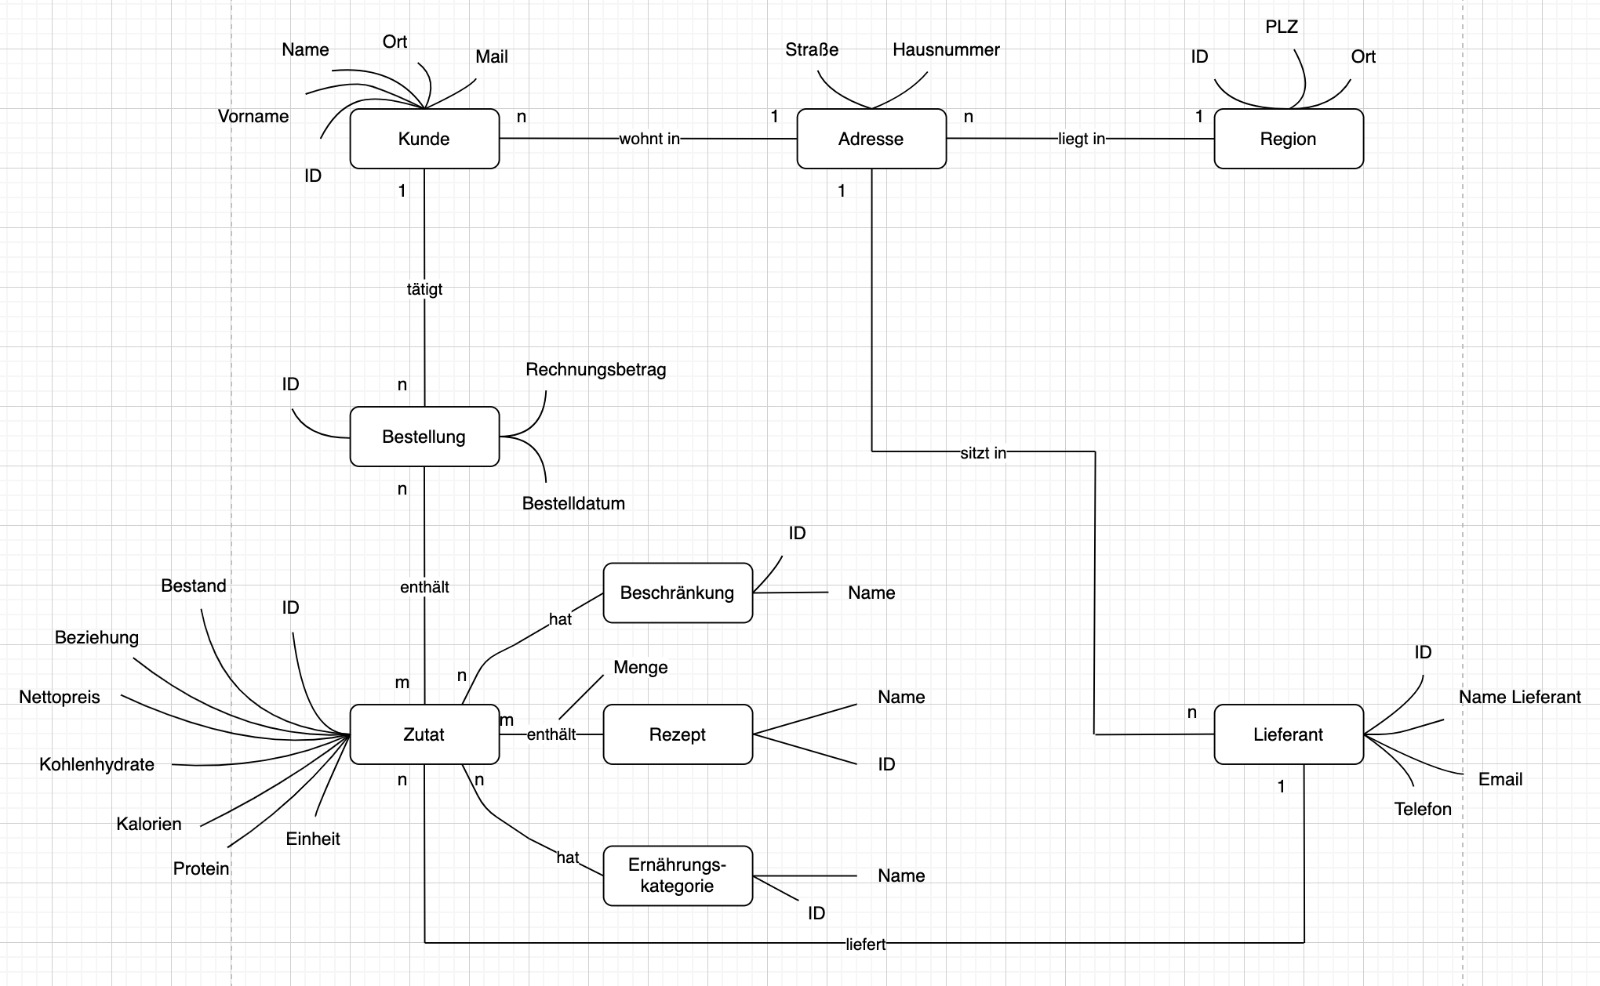 PLZ
Name
Ort
Mail
Straße
Hausnummer
ID
Ort
Vorname
n
1
n
1
Kunde
wohnt in
Adresse
liegt in
Region
ID
1
1
tätigt
Rechnungsbetrag
ID
n
Bestellung
sitzt in
n
Bestelldatum
ID
Bestand
enthält
Beschränkung
Name
ID
hat
Beziehung
ID
Menge
n
m
Nettopreis
Name
Name Lieferant
m
n
Zutat
enthält
Rezept
Lieferant
Kohlenhydrate
ID
n
n
1
Email
Telefon
Kalorien
Einheit
hat
Ernährungs-
kategorie
Protein
Name
ID
liefert